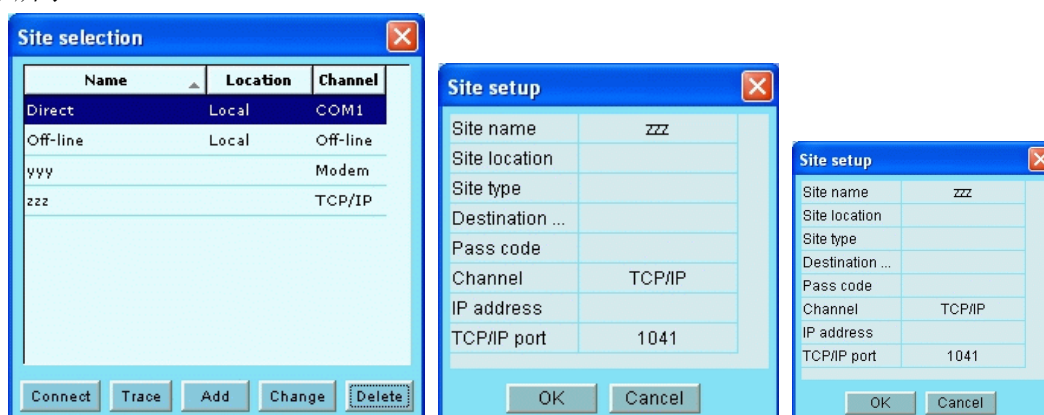 Site selection
Name Location Channel
Direct Local COM1
Off-line Local Off-line
yyy Modem
zzz TCP/IP
Connect Trace Add Change Delete
Site setup
Site name zzz
Site location
Site type
Destination ...
Pass code
Channel TCP/IP
IP address
TCP/IP port 1041
OK Cancel
Site setup
Site name zzz
Site location
Site type
Destination ...
Pass code
Channel TCP/IP
IP address
TCP/IP port 1041
OK Cancel